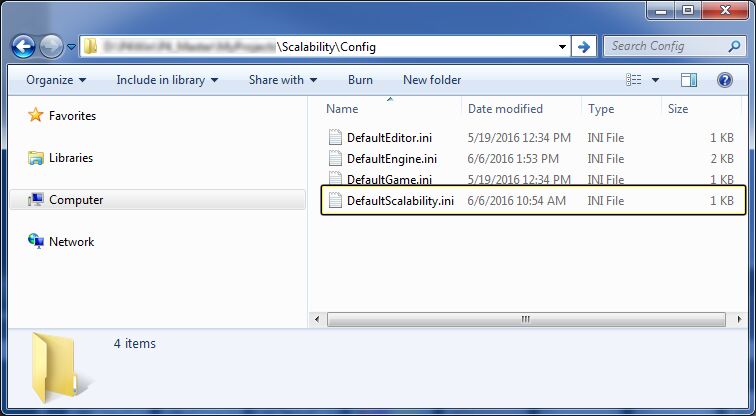 \Scalability\Config
Search Config
Organize Include in library Share with Burn New folder
Favorites
Libraries
Computer
Network
Name Date modified Type Size
DefaultEditor.ini 5/19/2016 12:34 PM INI File 1 KB
DefaultEngine.ini 6/6/2016 1:53 PM INI File 2 KB
DefaultGame.ini 5/19/2016 12:34 PM INI File 1 KB
DefaultScalability.ini 6/6/2016 10:54 AM INI File 1 KB
4 items